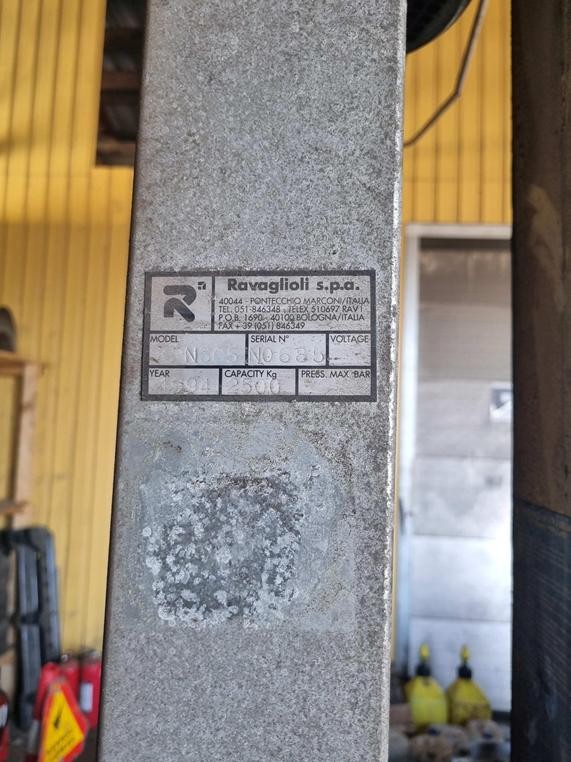 Ravaglioli s.p.a.
40044 - PONTECCHIO MARCONI/ITALIA
TEL. 051-846348 - TELEX 510697 RAV I
P.O.B. 1690 - 40100 BOLOGNA/ITALIA
FAX + 39 (051) 846349
MODEL SERIAL N° VOLTAGE
YEAR CAPACITY Kg PRESS. MAX BAR